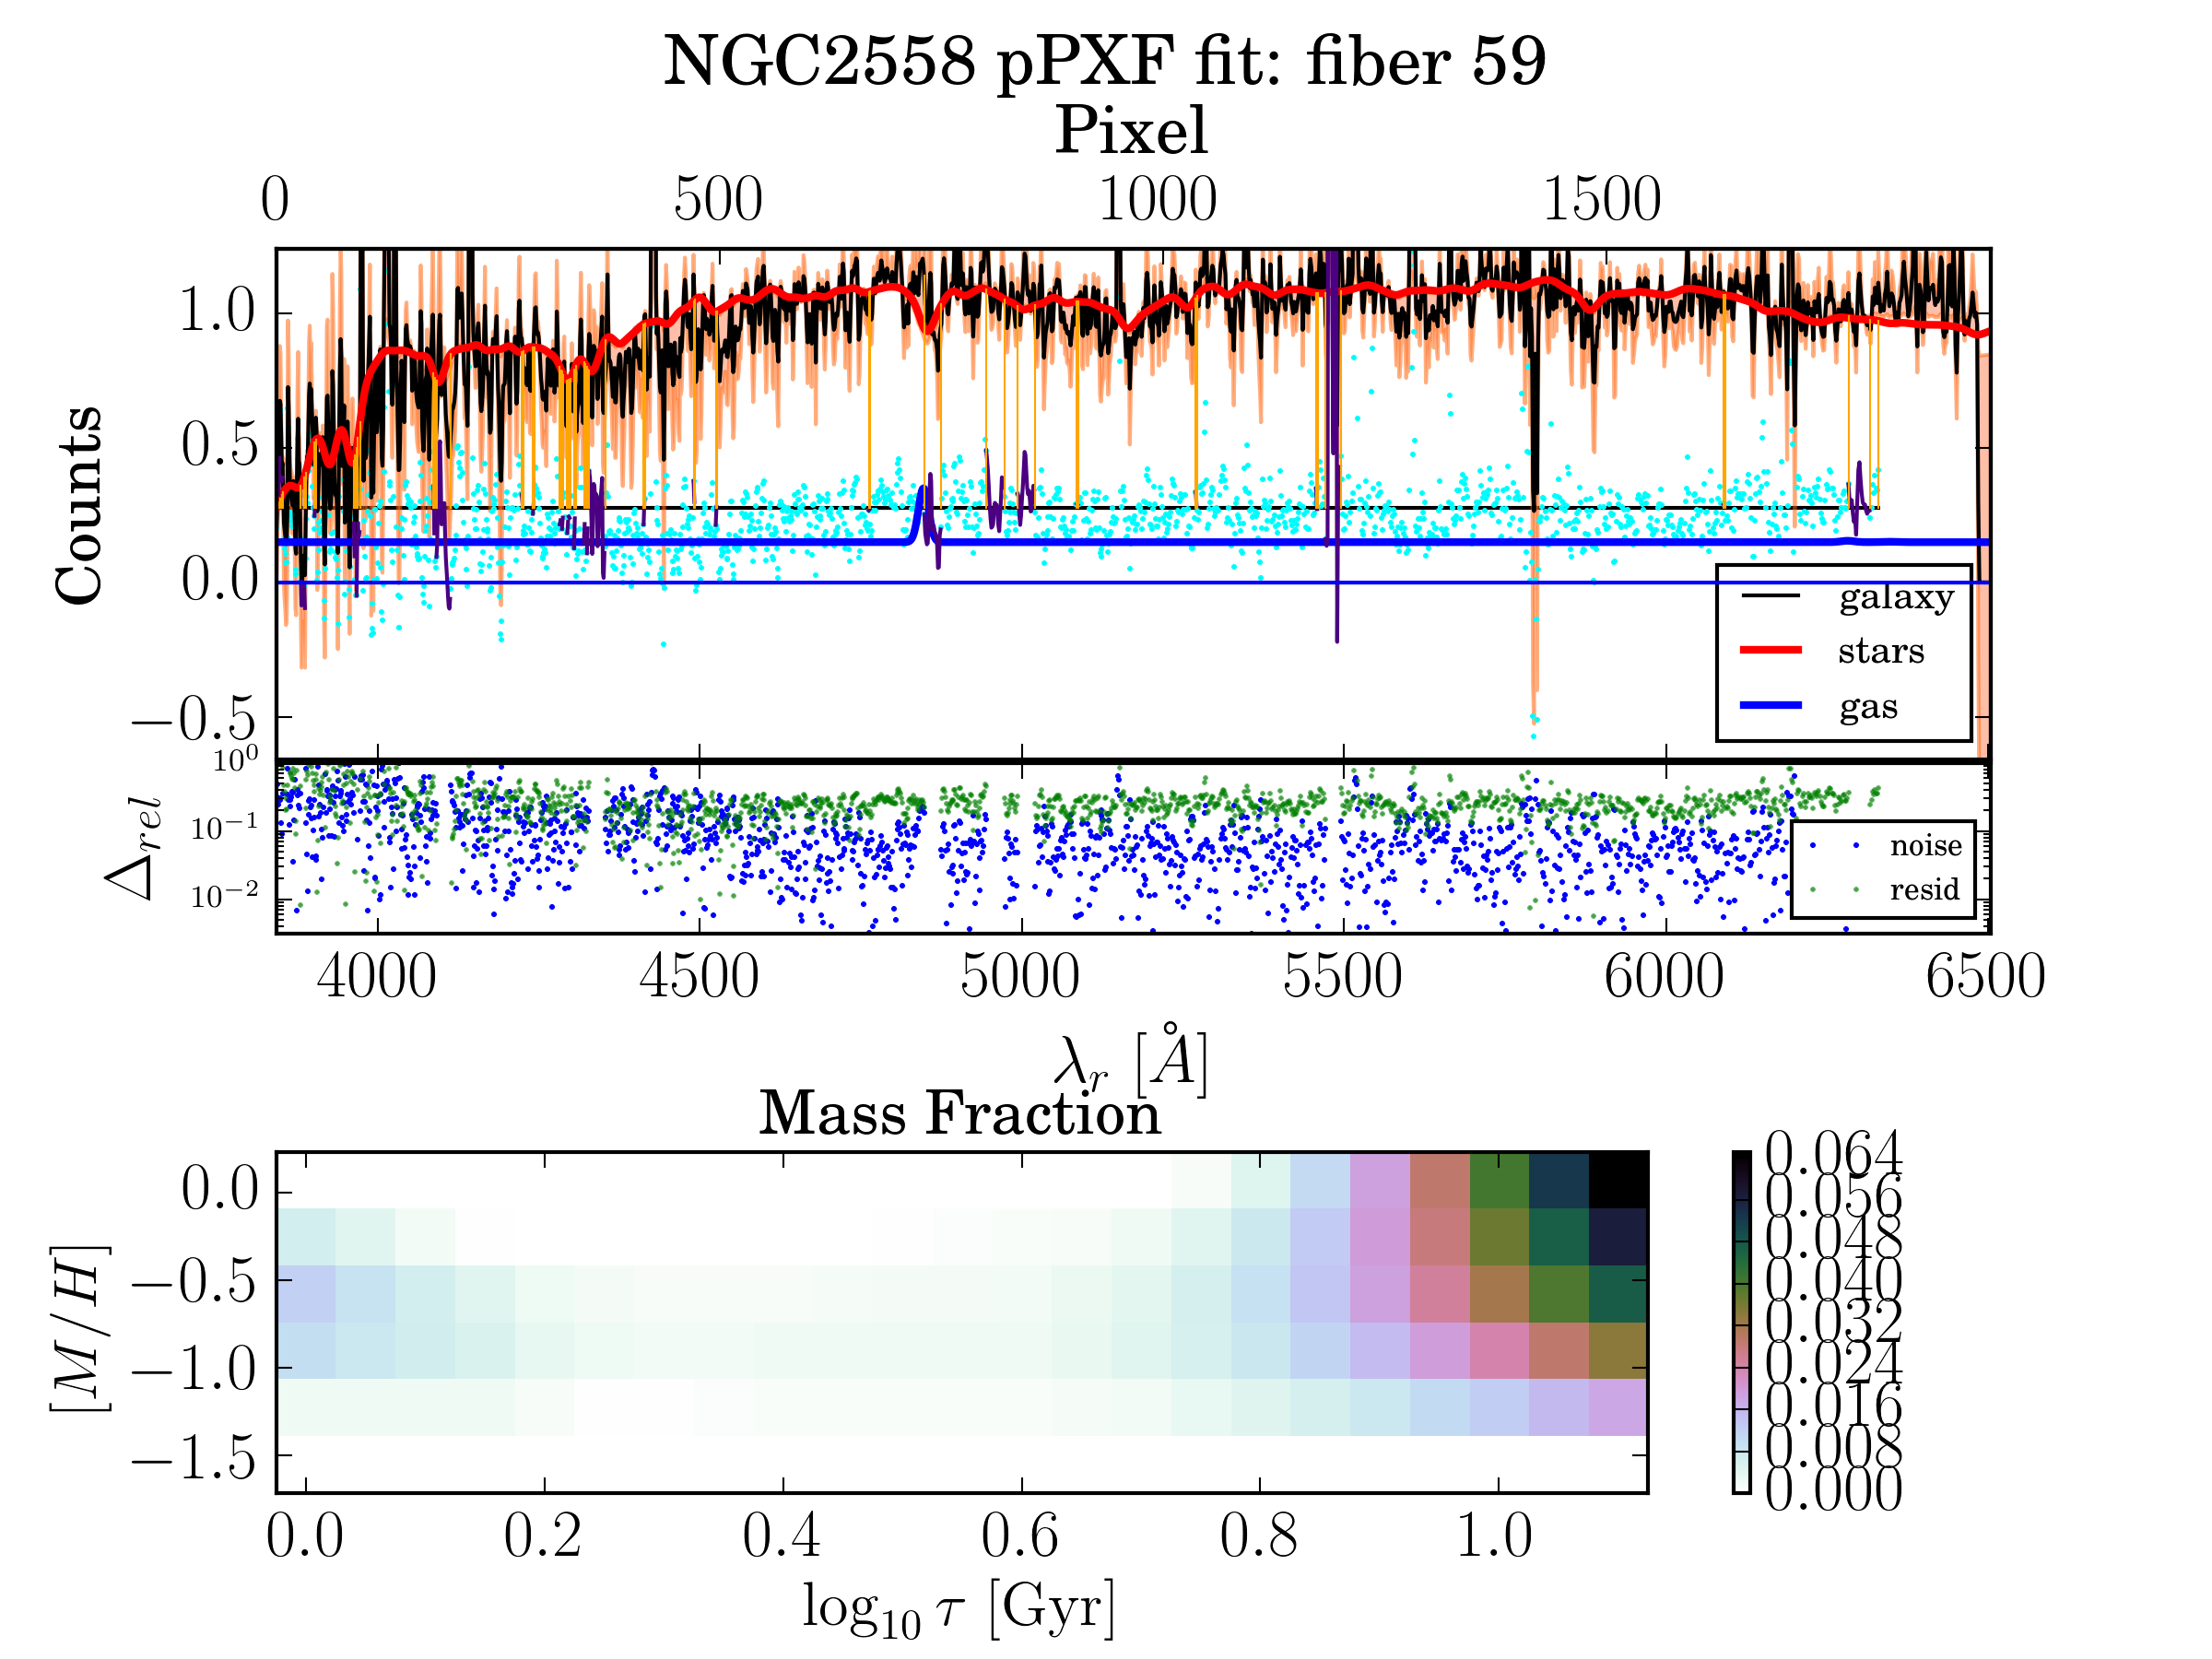 NGC2558 pPXF fit: fiber 59
Pixel
0 500 1000 1500
Counts
1.0
0.5
0.0
−0.5
galaxy
stars
gas
Δrel
10^0
10^−1
10^−2
noise
resid
4000 4500 5000 5500 6000 6500
λr [Å]
Mass Fraction
[M/H]
0.0
−0.5
−1.0
−1.5
0.0 0.2 0.4 0.6 0.8 1.0
log10 τ [Gyr]
0.064
0.056
0.048
0.040
0.032
0.024
0.016
0.008
0.000